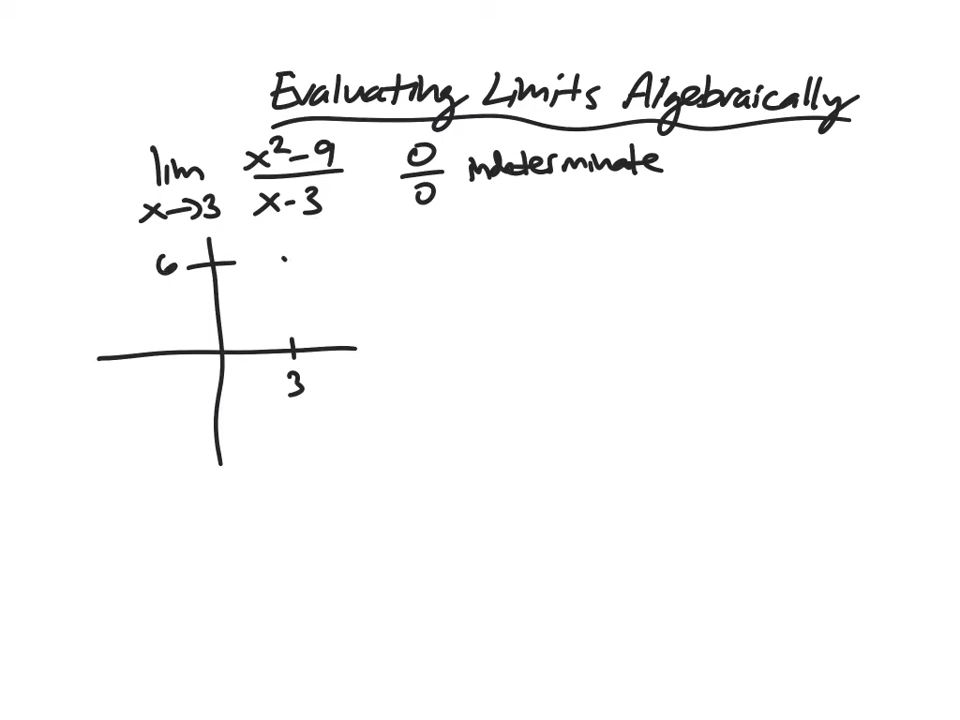 Evaluating Limits Algebraically
lim x→3 x²-9 / x-3 0/0 indeterminate
6
3